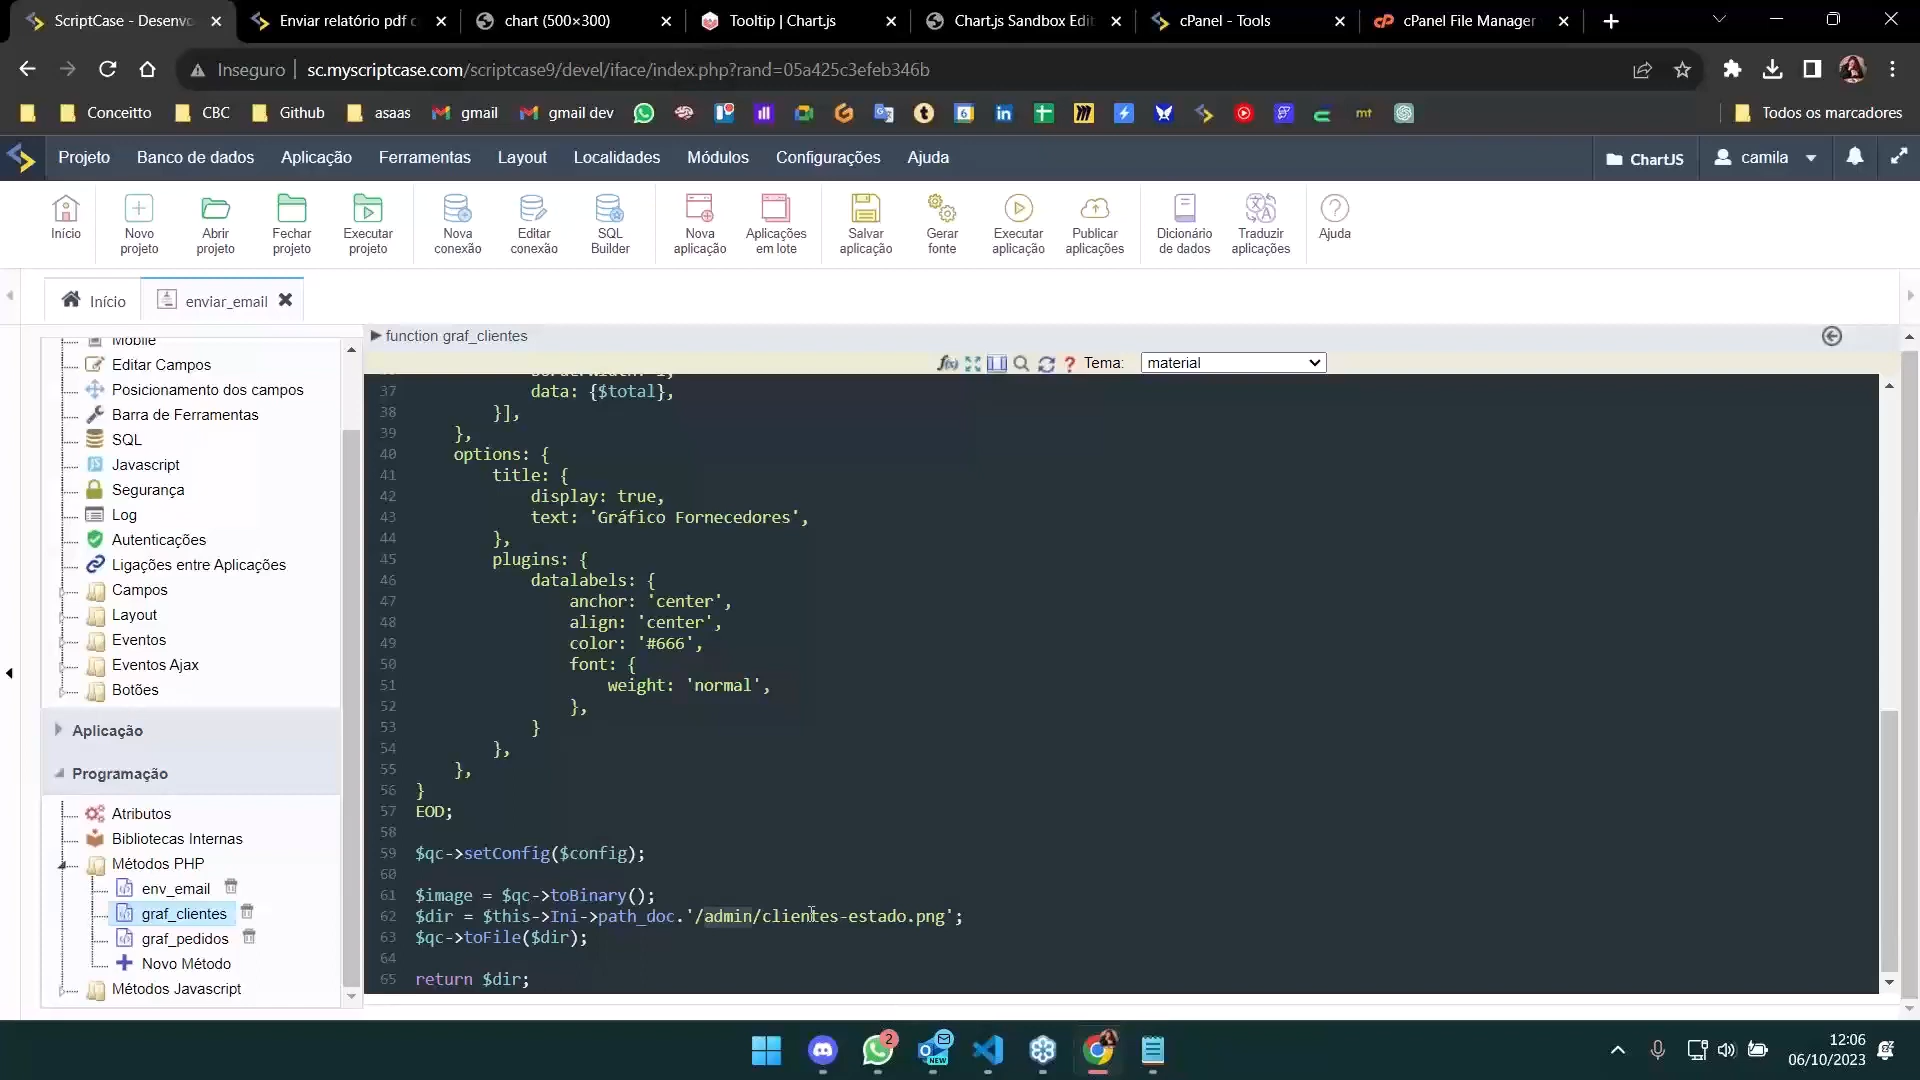 ScriptCase - Desenvo
Enviar relatório pdf c
chart (500×300)
Tooltip | Chart.js
Chart.js Sandbox Edit
cPanel - Tools
cPanel File Manager
Inseguro
sc.myscriptcase.com/scriptcase9/devel/iface/index.php?rand=05a425c3efeb346b
Conceitto
CBC
Github
asaas
gmail
gmail dev
Todos os marcadores
Projeto
Banco de dados
Aplicação
Ferramentas
Layout
Localidades
Módulos
Configurações
Ajuda
ChartJS
camila
Início
Novo projeto
Abrir projeto
Fechar projeto
Executar projeto
Nova conexão
Editar conexão
SQL Builder
Nova aplicação
Aplicações em lote
Salvar aplicação
Gerar fonte
Executar aplicação
Publicar aplicações
Dicionário de dados
Traduzir aplicações
Ajuda
Início
enviar_email
Mobile
Editar Campos
Posicionamento dos campos
Barra de Ferramentas
SQL
Javascript
Segurança
Log
Autenticações
Ligações entre Aplicações
Campos
Layout
Eventos
Eventos Ajax
Botões
Aplicação
Programação
Atributos
Bibliotecas Internas
Métodos PHP
env_email
graf_clientes
graf_pedidos
Novo Método
Métodos Javascript
function graf_clientes
Tema:
material
37 data: {$total},
38 }],
39 },
40 options: {
41 title: {
42 display: true,
43 text: 'Gráfico Fornecedores',
44 },
45 plugins: {
46 datalabels: {
47 anchor: 'center',
48 align: 'center',
49 color: '#666',
50 font: {
51 weight: 'normal',
52 },
53 }
54 },
55 },
56 }
57 EOD;
58
59 $qc->setConfig($config);
60
61 $image = $qc->toBinary();
62 $dir = $this->Ini->path_doc.'/admin/clientes-estado.png';
63 $qc->toFile($dir);
64
65 return $dir;
2
NEW
12:06
06/10/2023